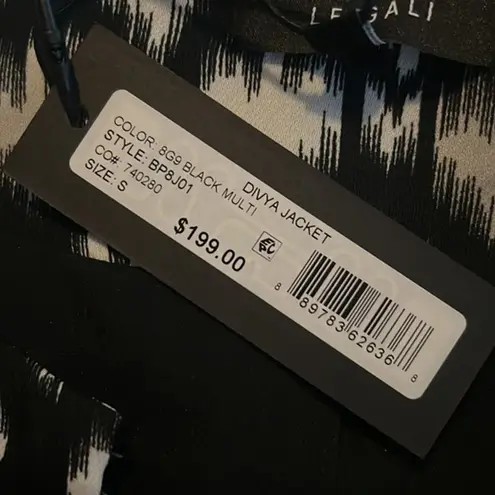 LE GALI
COLOR: 8G9 BLACK MULTI
STYLE: BP8J01
CO#: 740280
SIZE: S
DIVYA JACKET
$199.00
8 89783 62636 8